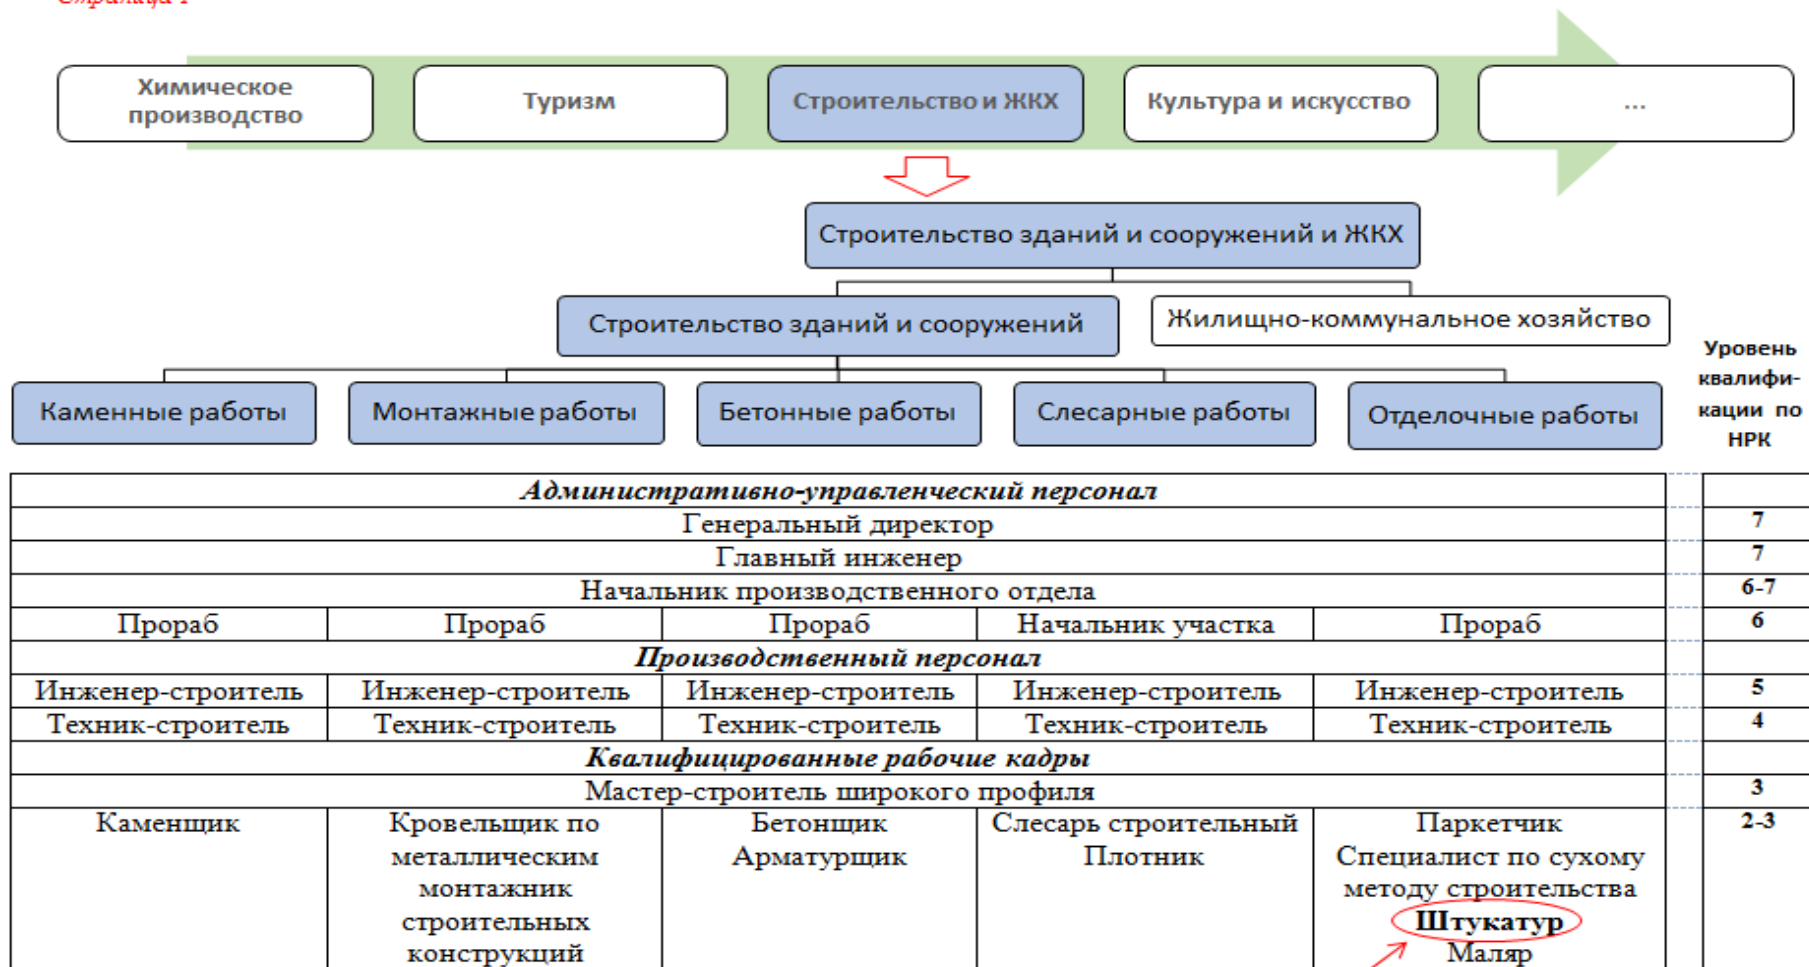 Страница 1
Химическое
производство
Туризм
Строительство и ЖКХ
Культура и искусство
...
Строительство зданий и сооружений и ЖКХ
Строительство зданий и сооружений
Жилищно-коммунальное хозяйство
Уровень
квалифи-
кации по
НРК
Каменные работы
Монтажные работы
Бетонные работы
Слесарные работы
Отделочные работы
Административно-управленческий персонал
Генеральный директор 7
Главный инженер 7
Начальник производственного отдела 6-7
Прораб Прораб Прораб Начальник участка Прораб 6
Производственный персонал
Инженер-строитель Инженер-строитель Инженер-строитель Инженер-строитель Инженер-строитель 5
Техник-строитель Техник-строитель Техник-строитель Техник-строитель Техник-строитель 4
Квалифицированные рабочие кадры
Мастер-строитель широкого профиля 3
Каменщик Кровельщик по Бетонщик Слесарь строительный Паркетчик 2-3
металлическим Арматурщик Плотник Специалист по сухому
монтажник методу строительства
строительных Штукатур
конструкций Маляр